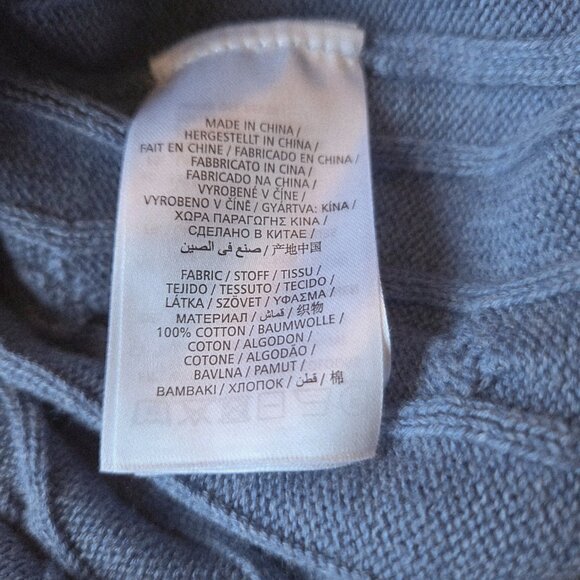 MADE IN CHINA /
HERGESTELLT IN CHINA /
FAIT EN CHINE / FABRICADO EN CHINA /
FABBRICATO IN CINA /
FABRICADO NA CHINA /
VYROBENÉ V ČÍNE /
VYROBENO V ČÍNĚ / GYÁRTVA: KÍNA /
ΧΩΡΑ ΠΑΡΑΓΩΓΗΣ ΚΙΝΑ /
СДЕЛАНО В КИТАЕ /
صنع في الصين / 产地中国
FABRIC / STOFF / TISSU /
TEJIDO / TESSUTO / TECIDO /
LÁTKA / SZÖVET / ΥΦΑΣΜΑ /
МАТЕРИАЛ / قماش / 织物
100% COTTON / BAUMWOLLE /
COTON / ALGODON /
COTONE / ALGODÃO /
BAVLNA / PAMUT /
ΒΑΜΒΑΚΙ / ХЛОПОК / قطن / 棉